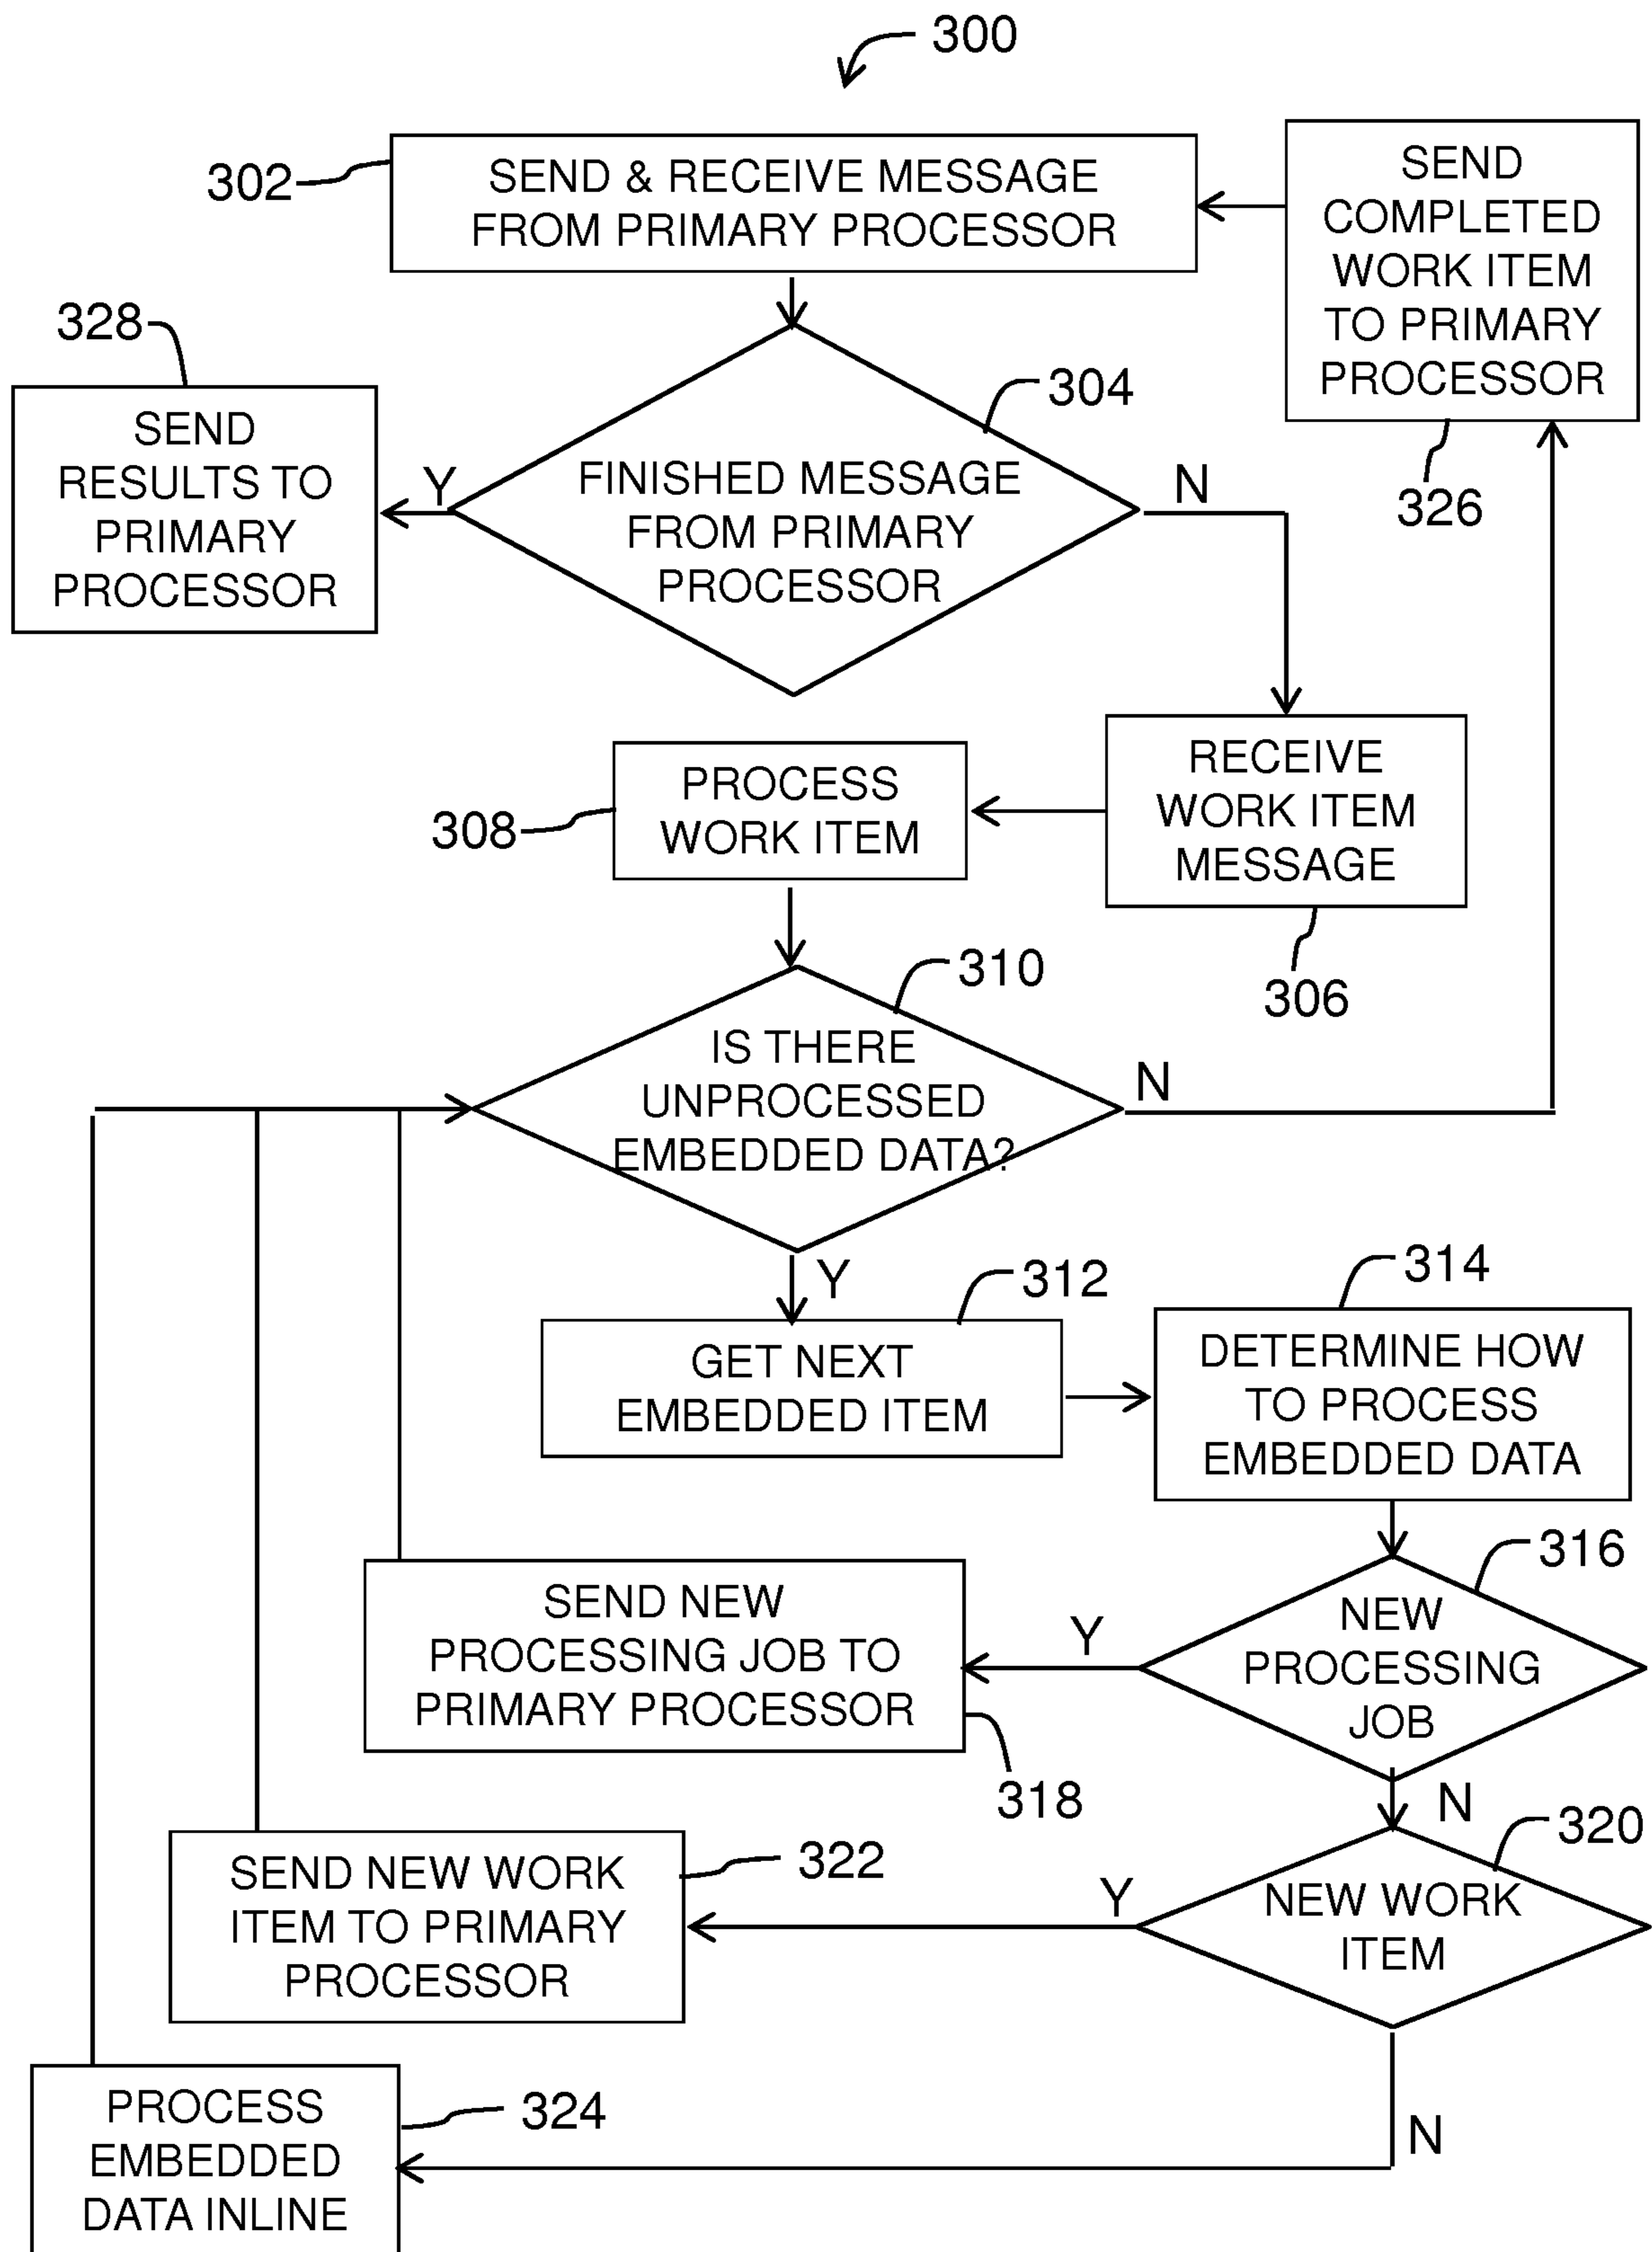 300
302
SEND & RECEIVE MESSAGE
FROM PRIMARY PROCESSOR
SEND
COMPLETED
WORK ITEM
TO PRIMARY
PROCESSOR
326
328
SEND
RESULTS TO
PRIMARY
PROCESSOR
Y
304
FINISHED MESSAGE
FROM PRIMARY
PROCESSOR
N
RECEIVE
WORK ITEM
MESSAGE
306
308
PROCESS
WORK ITEM
310
IS THERE
UNPROCESSED
EMBEDDED DATA?
N
Y
312
GET NEXT
EMBEDDED ITEM
314
DETERMINE HOW
TO PROCESS
EMBEDDED DATA
316
NEW
PROCESSING
JOB
Y
SEND NEW
PROCESSING JOB TO
PRIMARY PROCESSOR
318
N
320
NEW WORK
ITEM
Y
322
SEND NEW WORK
ITEM TO PRIMARY
PROCESSOR
N
324
PROCESS
EMBEDDED
DATA INLINE